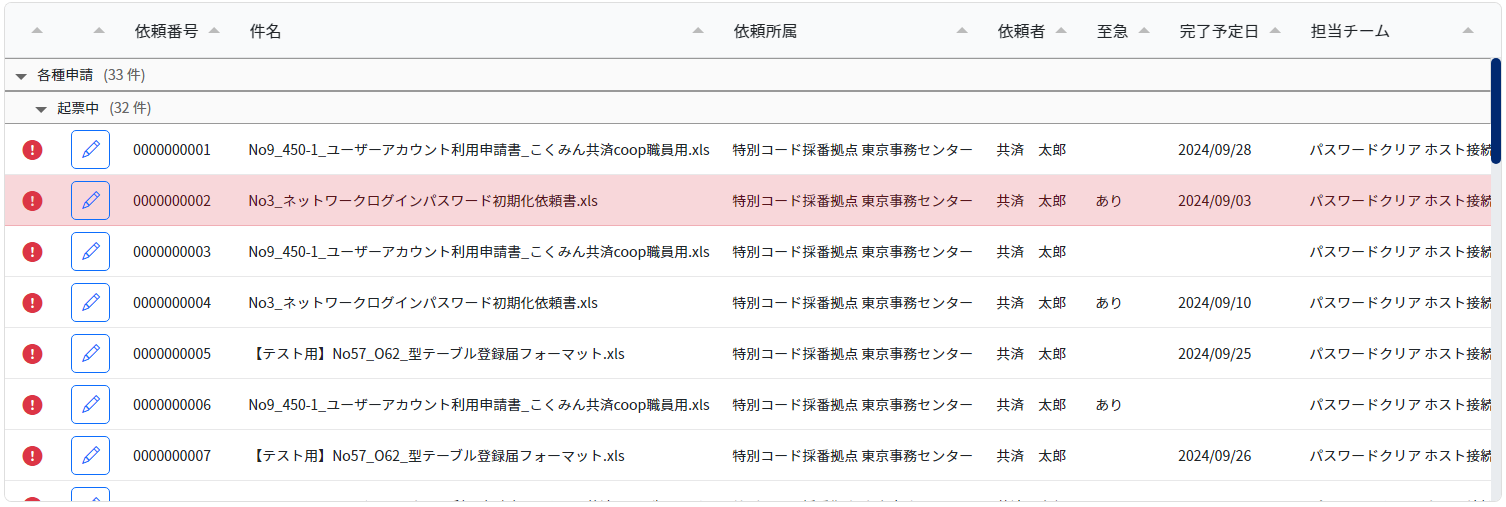 依頼番号 件名 依頼所属 依頼者 至急 完了予定日 担当チーム
各種申請 (33 件)
起票中 (32 件)
0000000001 No9_450-1_ユーザーアカウント利用申請書_こくみん共済coop職員用.xls 特別コード採番拠点 東京事務センター 共済　太郎 2024/09/28 パスワードクリア ホスト接続
0000000002 No3_ネットワークログインパスワード初期化依頼書.xls 特別コード採番拠点 東京事務センター 共済　太郎 あり 2024/09/03 パスワードクリア ホスト接続
0000000003 No9_450-1_ユーザーアカウント利用申請書_こくみん共済coop職員用.xls 特別コード採番拠点 東京事務センター 共済　太郎 パスワードクリア ホスト接続
0000000004 No3_ネットワークログインパスワード初期化依頼書.xls 特別コード採番拠点 東京事務センター 共済　太郎 あり 2024/09/10 パスワードクリア ホスト接続
0000000005 【テスト用】No57_O62_型テーブル登録届フォーマット.xls 特別コード採番拠点 東京事務センター 共済　太郎 2024/09/25 パスワードクリア ホスト接続
0000000006 No9_450-1_ユーザーアカウント利用申請書_こくみん共済coop職員用.xls 特別コード採番拠点 東京事務センター 共済　太郎 あり パスワードクリア ホスト接続
0000000007 【テスト用】No57_O62_型テーブル登録届フォーマット.xls 特別コード採番拠点 東京事務センター 共済　太郎 2024/09/26 パスワードクリア ホスト接続